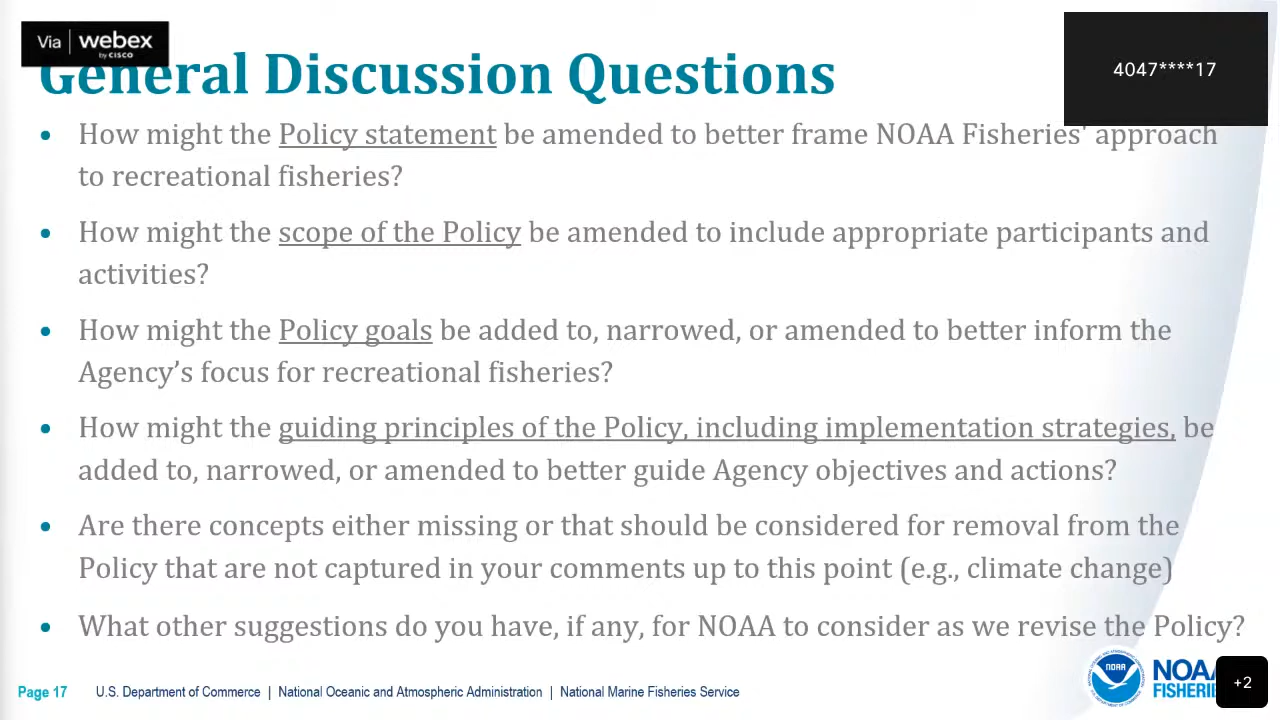 Via webex
by CISCO
4047****17
General Discussion Questions
• How might the Policy statement be amended to better frame NOAA Fisheries' approach
to recreational fisheries?
• How might the scope of the Policy be amended to include appropriate participants and
activities?
• How might the Policy goals be added to, narrowed, or amended to better inform the
Agency’s focus for recreational fisheries?
• How might the guiding principles of the Policy, including implementation strategies, be
added to, narrowed, or amended to better guide Agency objectives and actions?
• Are there concepts either missing or that should be considered for removal from the
Policy that are not captured in your comments up to this point (e.g., climate change)
• What other suggestions do you have, if any, for NOAA to consider as we revise the Policy?
Page 17 U.S. Department of Commerce | National Oceanic and Atmospheric Administration | National Marine Fisheries Service
NOAA
NOAA
FISHERIES
+2